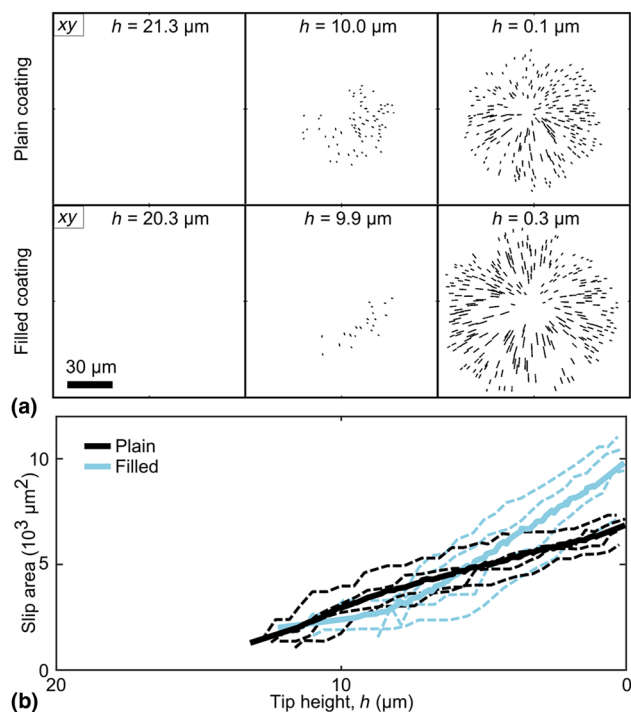 xy h = 21.3 µm h = 10.0 µm h = 0.1 µm
Plain coating
xy h = 20.3 µm h = 9.9 µm h = 0.3 µm
Filled coating
30 µm
(a)
Plain
Filled
10
5
0
Slip area (10³ µm²)
20 10 0
Tip height, h (µm)
(b)